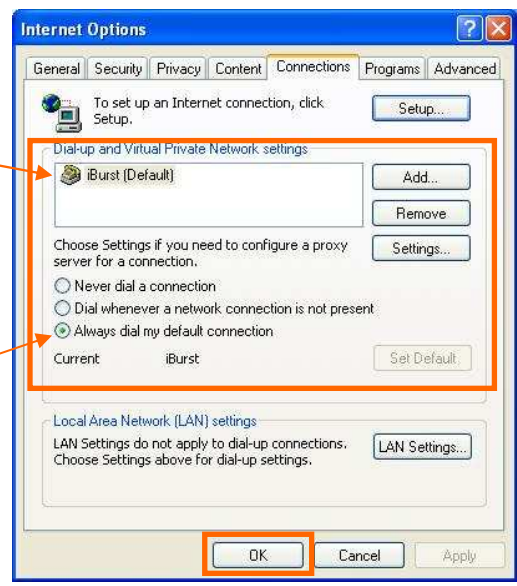 Internet Options
General Security Privacy Content Connections Programs Advanced
To set up an Internet connection, click
Setup.
Setup...
Dial-up and Virtual Private Network settings
iBurst (Default)
Add...
Remove
Choose Settings if you need to configure a proxy
server for a connection.
Settings...
Never dial a connection
Dial whenever a network connection is not present
Always dial my default connection
Current iBurst
Set Default
Local Area Network (LAN) settings
LAN Settings do not apply to dial-up connections.
Choose Settings above for dial-up settings.
LAN Settings...
OK Cancel Apply